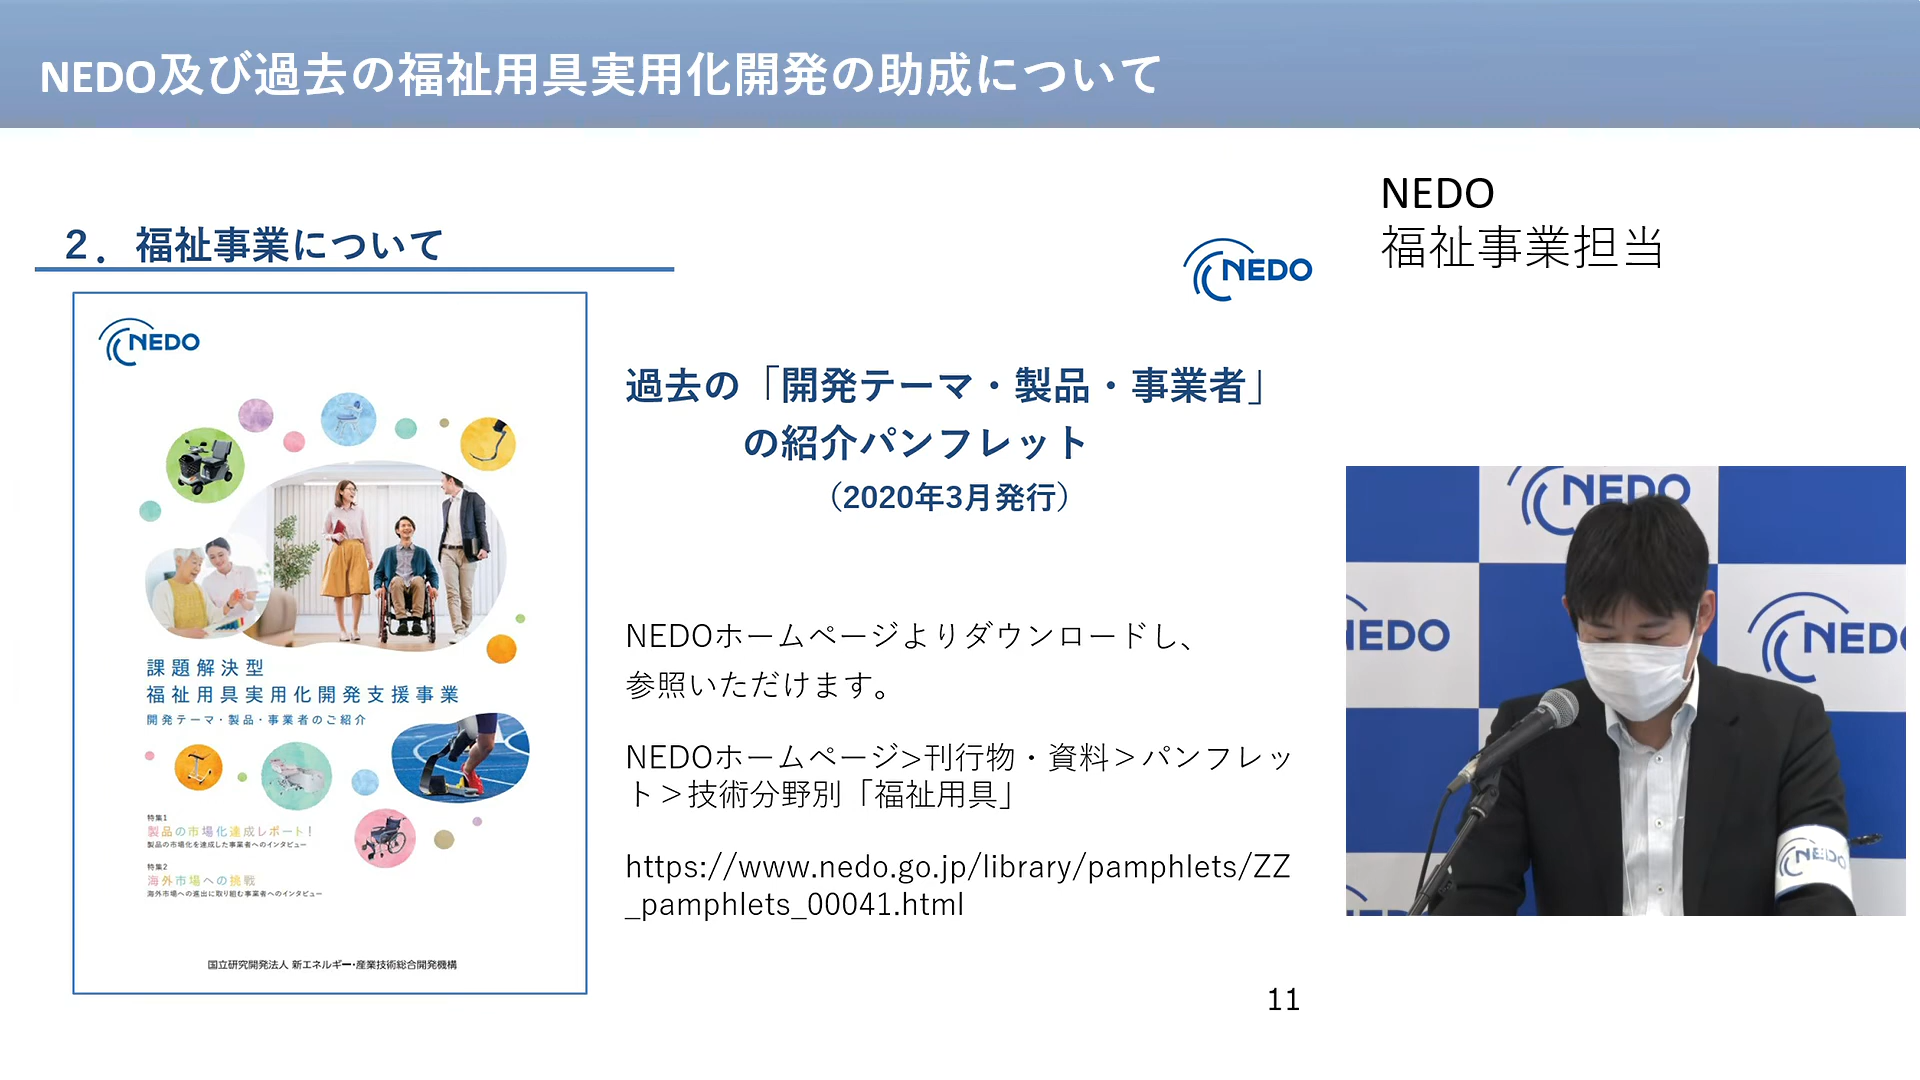 NEDO及び過去の福祉用具実用化開発の助成について
NEDO
福祉事業担当
2．福祉事業について
NEDO
NEDO
過去の「開発テーマ・製品・事業者」
の紹介パンフレット
（2020年3月発行）
課題解決型
福祉用具実用化開発支援事業
開発テーマ・製品・事業者のご紹介
特集1
製品の市場化達成レポート！
製品の市場化を達成した事業者へのインタビュー
特集2
海外市場への挑戦
海外市場への進出に取り組む事業者へのインタビュー
国立研究開発法人 新エネルギー・産業技術総合開発機構
NEDOホームページよりダウンロードし、
参照いただけます。
NEDOホームページ>刊行物・資料＞パンフレッ
ト＞技術分野別「福祉用具」
https://www.nedo.go.jp/library/pamphlets/ZZ
_pamphlets_00041.html
11
NEDO
NEDO
NEDO
NEDO